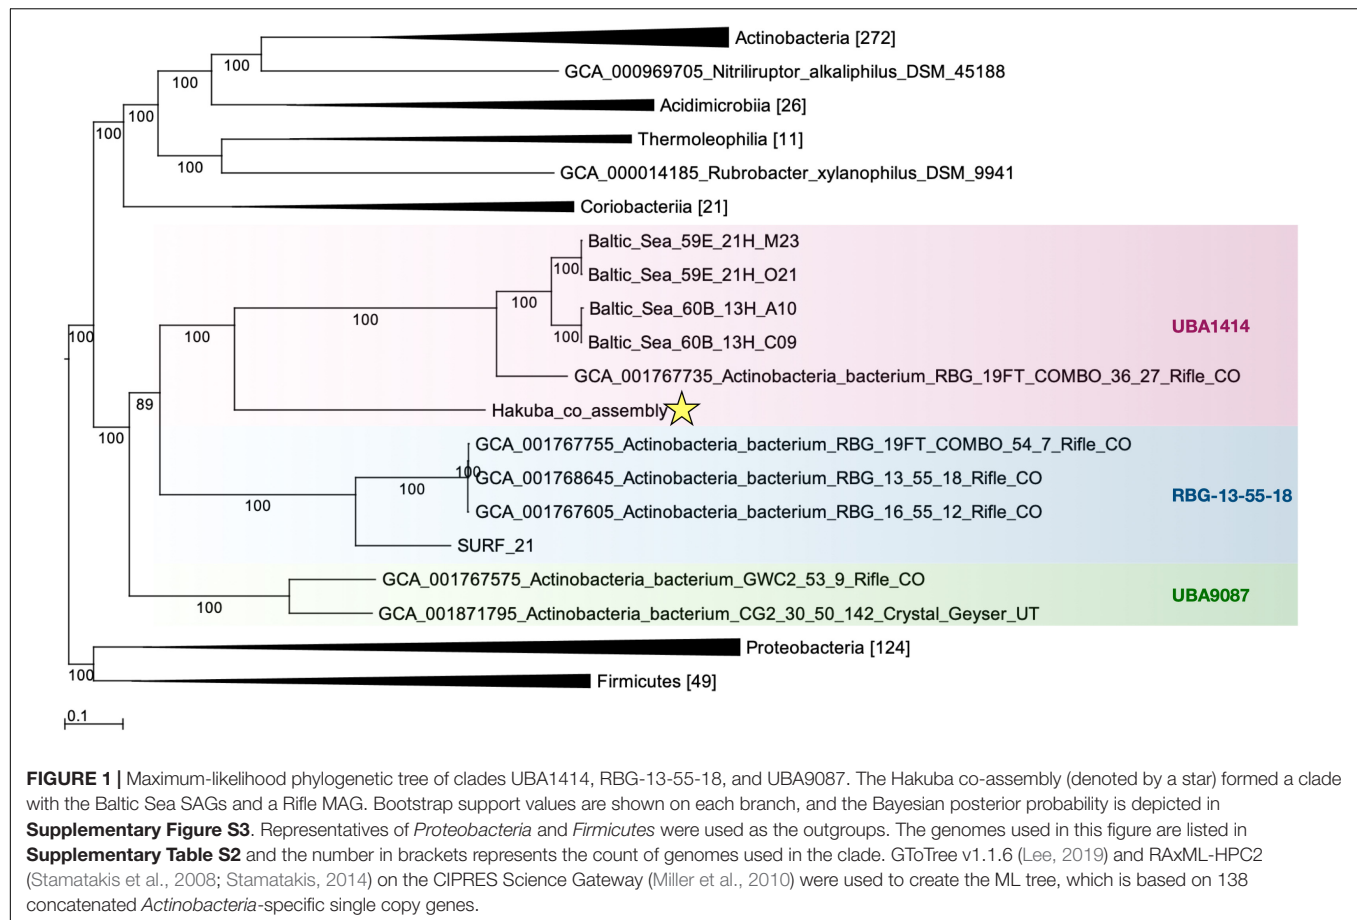 Actinobacteria [272]
100
GCA_000969705_Nitriliruptor_alkaliphilus_DSM_45188
100
Acidimicrobiia [26]
100
100
Thermoleophilia [11]
100
GCA_000014185_Rubrobacter_xylanophilus_DSM_9941
Coriobacteriia [21]
Baltic_Sea_59E_21H_M23
100
Baltic_Sea_59E_21H_O21
100
Baltic_Sea_60B_13H_A10
100
100
UBA1414
100
100
Baltic_Sea_60B_13H_C09
GCA_001767735_Actinobacteria_bacterium_RBG_19FT_COMBO_36_27_Rifle_CO
89
Hakuba_co_assembly
100
GCA_001767755_Actinobacteria_bacterium_RBG_19FT_COMBO_54_7_Rifle_CO
100
GCA_001768645_Actinobacteria_bacterium_RBG_13_55_18_Rifle_CO
100
RBG-13-55-18
100
GCA_001767605_Actinobacteria_bacterium_RBG_16_55_12_Rifle_CO
SURF_21
GCA_001767575_Actinobacteria_bacterium_GWC2_53_9_Rifle_CO
UBA9087
100
GCA_001871795_Actinobacteria_bacterium_CG2_30_50_142_Crystal_Geyser_UT
Proteobacteria [124]
100
Firmicutes [49]
0.1
FIGURE 1 | Maximum-likelihood phylogenetic tree of clades UBA1414, RBG-13-55-18, and UBA9087. The Hakuba co-assembly (denoted by a star) formed a clade
with the Baltic Sea SAGs and a Rifle MAG. Bootstrap support values are shown on each branch, and the Bayesian posterior probability is depicted in
Supplementary Figure S3. Representatives of Proteobacteria and Firmicutes were used as the outgroups. The genomes used in this figure are listed in
Supplementary Table S2 and the number in brackets represents the count of genomes used in the clade. GToTree v1.1.6 (Lee, 2019) and RAxML-HPC2
(Stamatakis et al., 2008; Stamatakis, 2014) on the CIPRES Science Gateway (Miller et al., 2010) were used to create the ML tree, which is based on 138
concatenated Actinobacteria-specific single copy genes.